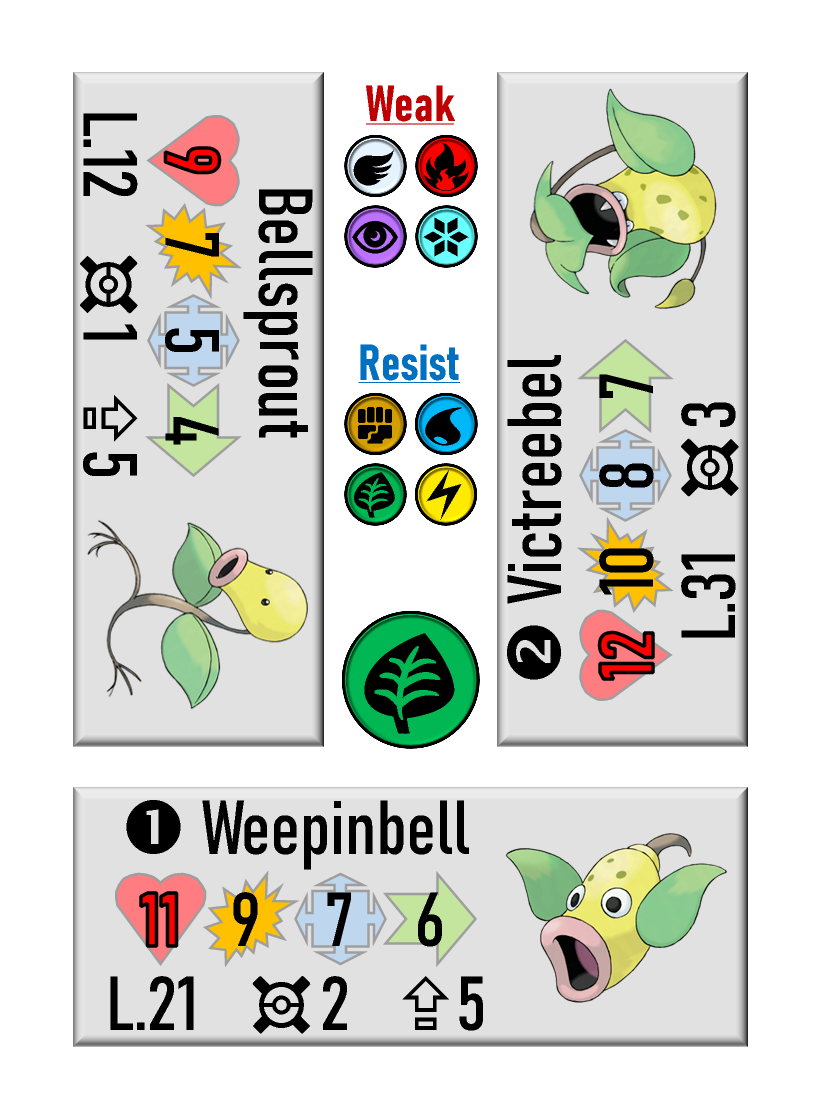 Bellsprout
9 7 5 4
L.12 1 5
Weak
Resist
2 Victreebel
12 10 8 7
L.31 3
1 Weepinbell
11 9 7 6
L.21 2 5